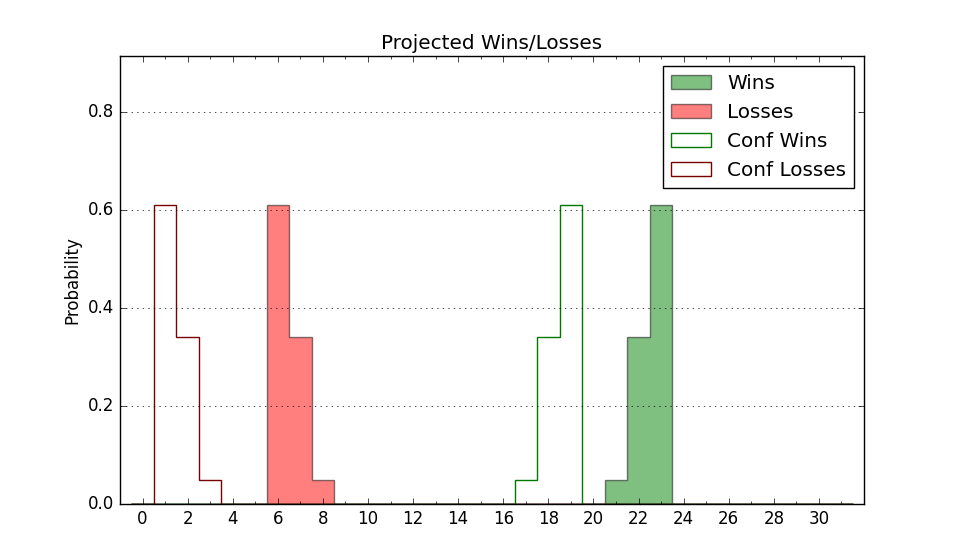 Projected Wins/Losses
Wins
Losses
Conf Wins
Conf Losses
Probability
0.8
0.6
0.4
0.2
0.0
0 2 4 6 8 10 12 14 16 18 20 22 24 26 28 30